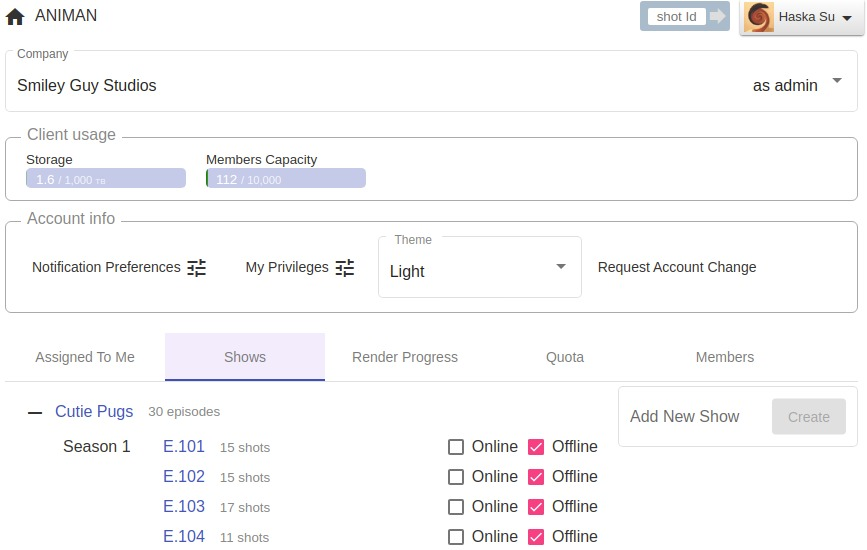 ANIMAN
shot Id
Haska Su
Company
Smiley Guy Studios
as admin
Client usage
Storage
Members Capacity
1.6 / 1,000 TB
112 / 10,000
Account info
Notification Preferences
My Privileges
Theme
Light
Request Account Change
Assigned To Me
Shows
Render Progress
Quota
Members
Cutie Pugs 30 episodes
Add New Show
Create
Season 1 E.101 15 shots Online Offline
E.102 15 shots Online Offline
E.103 17 shots Online Offline
E.104 11 shots Online Offline